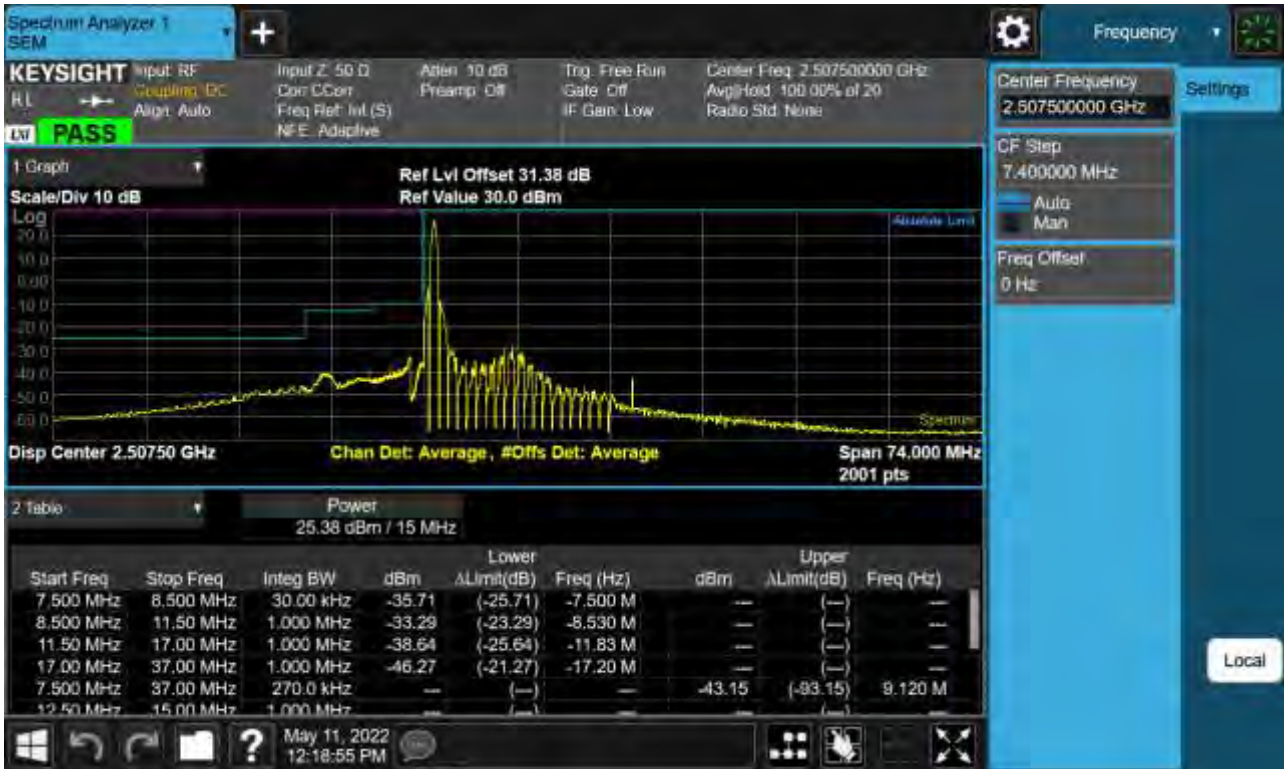 Spectrum Analyzer 1
SEM
Frequency
KEYSIGHT
Input: RF
Coupling: DC
Align: Auto
Input Z: 50 Ω
Corr CCorr
Freq Ref: Int (S)
NFE: Adaptive
Atten: 10 dB
Preamp: Off
Trig: Free Run
Gate: Off
IF Gain: Low
Center Freq: 2.507500000 GHz
Avg|Hold: 100.00% of 20
Radio Std: None
PASS
Center Frequency
2.507500000 GHz
Settings
CF Step
7.400000 MHz
Auto
Man
Freq Offset
0 Hz
Local
1 Graph
Scale/Div 10 dB
Ref Lvl Offset 31.38 dB
Ref Value 30.0 dBm
Log
Absolute Limit
20.0
10.0
0.00
-10.0
-20.0
-30.0
-40.0
-50.0
-60.0
Spectrum
Disp Center 2.50750 GHz
Chan Det: Average, #Offs Det: Average
Span 74.000 MHz
2001 pts
2 Table
Power
25.38 dBm / 15 MHz
Lower Upper
Start Freq Stop Freq Integ BW dBm ΔLimit(dB) Freq (Hz) dBm ΔLimit(dB) Freq (Hz)
7.500 MHz 8.500 MHz 30.00 kHz -35.71 (-25.71) -7.500 M --- (---) ---
8.500 MHz 11.50 MHz 1.000 MHz -33.29 (-23.29) -8.530 M --- (---) ---
11.50 MHz 17.00 MHz 1.000 MHz -38.64 (-25.64) -11.83 M --- (---) ---
17.00 MHz 37.00 MHz 1.000 MHz -46.27 (-21.27) -17.20 M --- (---) ---
7.500 MHz 37.00 MHz 270.0 kHz --- (---) --- -43.15 (-93.15) 9.120 M
12.50 MHz 15.00 MHz 1.000 MHz --- (---) ---
May 11, 2022
12:18:55 PM